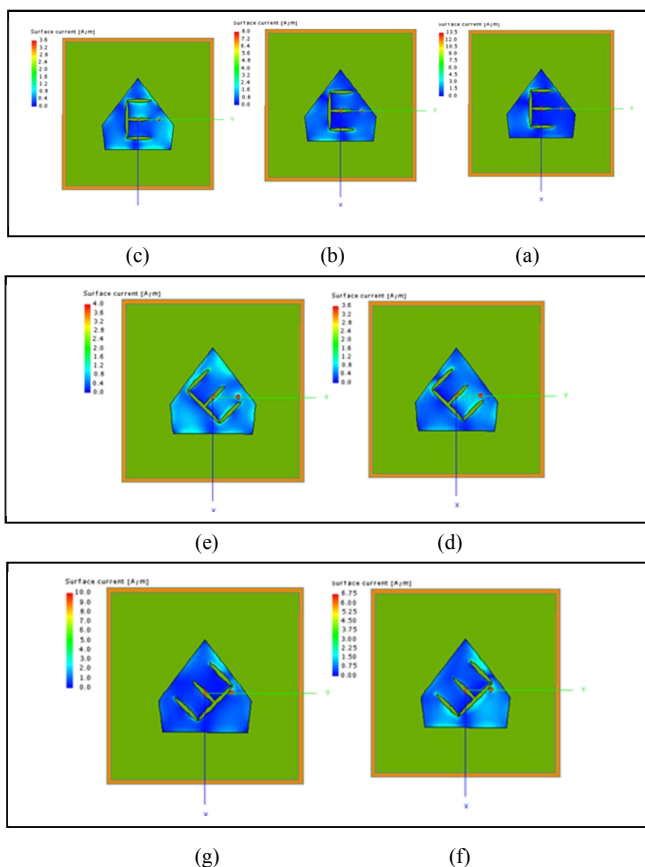 Surface current [A/m]
3.6
3.2
2.8
2.4
2.0
1.6
1.2
0.8
0.4
0.0
Y
Surface current [A/m]
8.0
7.2
6.4
5.6
4.8
4.0
3.2
2.4
1.6
0.8
0.0
Y
X
Surface current [A/m]
13.5
12.0
10.5
9.0
7.5
6.0
4.5
3.0
1.5
0.0
Y
X
(c)
(b)
(a)
Surface current [A/m]
4.0
3.6
3.2
2.8
2.4
2.0
1.6
1.2
0.8
0.4
0.0
Y
X
Surface current [A/m]
3.6
3.2
2.8
2.4
2.0
1.6
1.2
0.8
0.4
0.0
Y
X
(e)
(d)
Surface current [A/m]
10.0
9.0
8.0
7.0
6.0
5.0
4.0
3.0
2.0
1.0
0.0
Y
X
Surface current [A/m]
6.75
6.00
5.25
4.50
3.75
3.00
2.25
1.50
0.75
0.00
Y
X
(g)
(f)